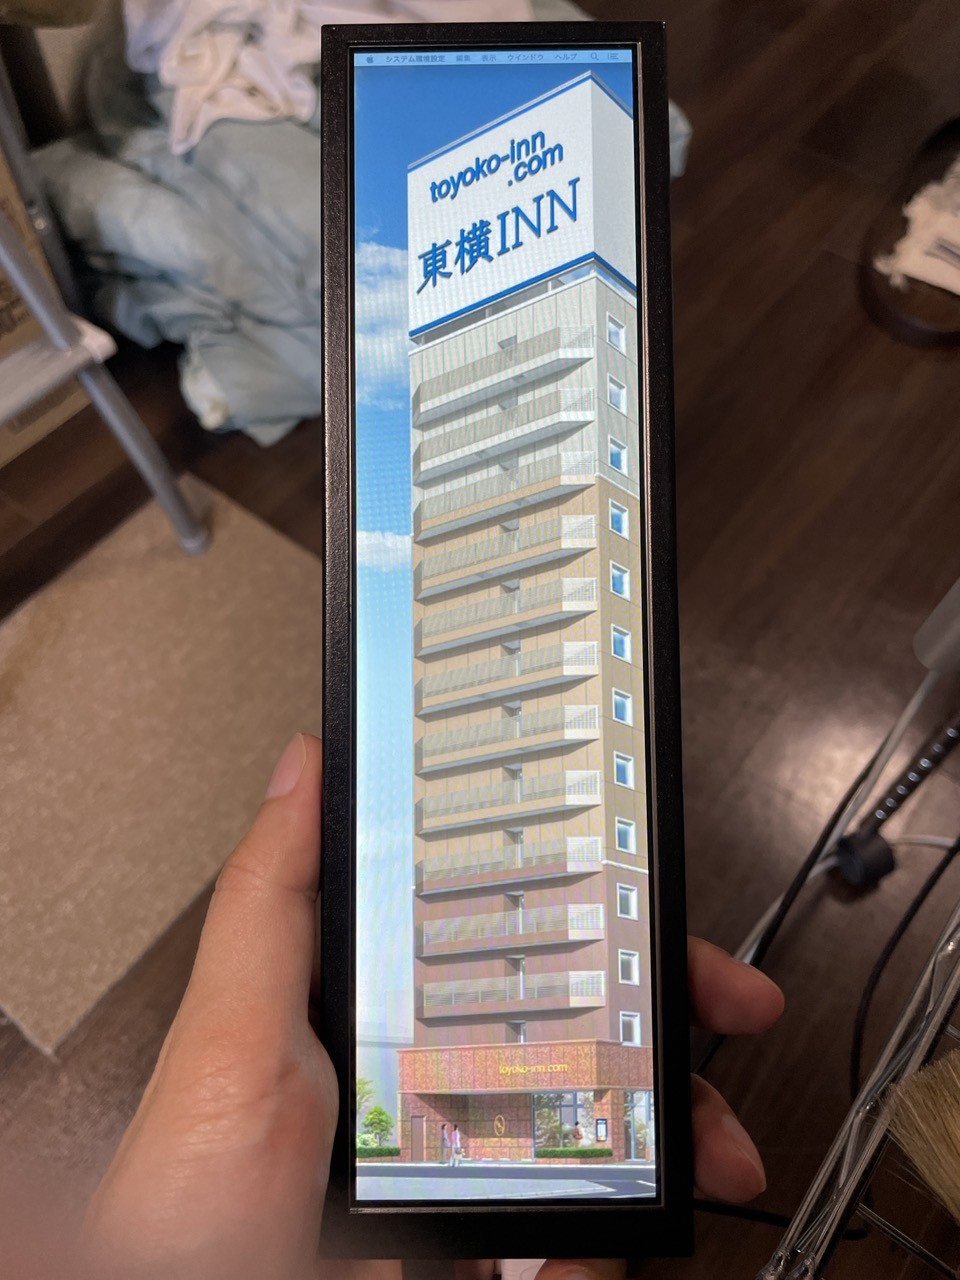 システム環境設定 編集 表示 ウインドウ ヘルプ
toyoko-inn
.com
東横INN
toyoko-inn.com